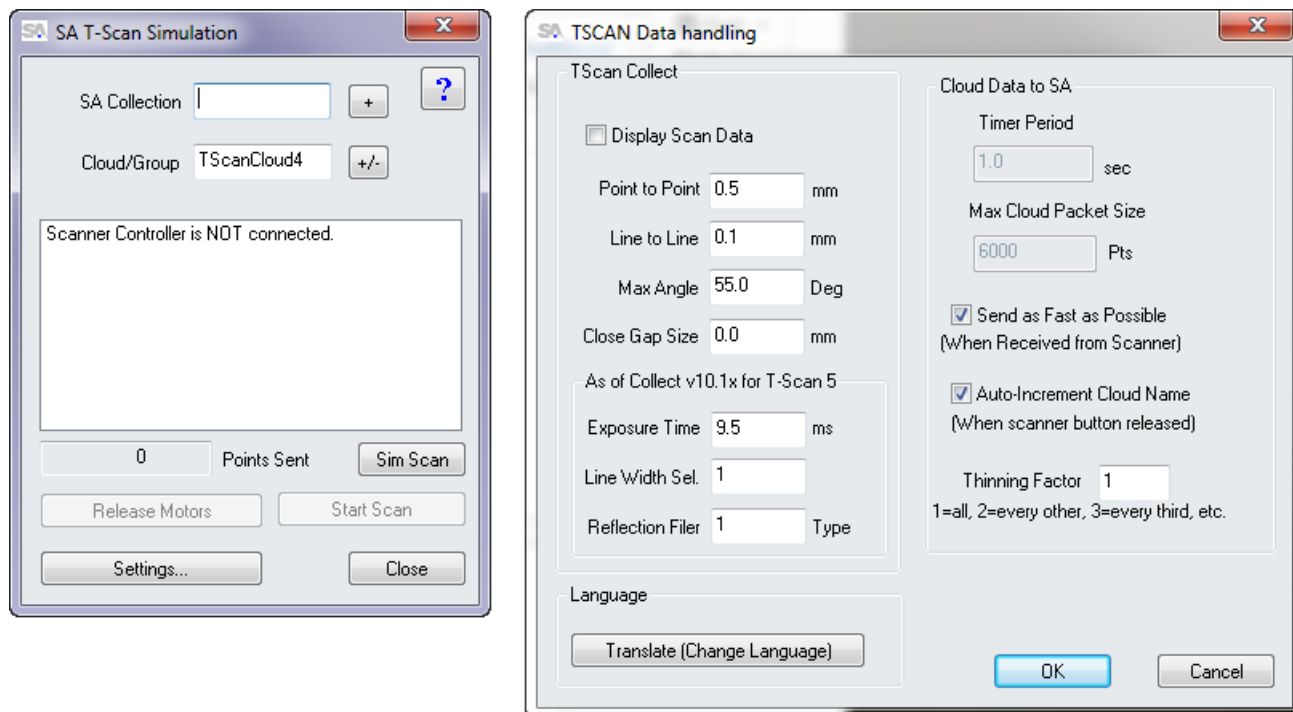 SA T-Scan Simulation
SA Collection
+
?
Cloud/Group
TScanCloud4
+/-
Scanner Controller is NOT connected.
0
Points Sent
Sim Scan
Release Motors
Start Scan
Settings...
Close
TSCAN Data handling
TScan Collect
Display Scan Data
Point to Point 0.5 mm
Line to Line 0.1 mm
Max Angle 55.0 Deg
Close Gap Size 0.0 mm
As of Collect v10.1x for T-Scan 5
Exposure Time 9.5 ms
Line Width Sel. 1
Reflection Filer 1 Type
Language
Translate (Change Language)
Cloud Data to SA
Timer Period
1.0 sec
Max Cloud Packet Size
6000 Pts
Send as Fast as Possible
(When Received from Scanner)
Auto-Increment Cloud Name
(When scanner button released)
Thinning Factor 1
1=all, 2=every other, 3=every third, etc.
OK
Cancel